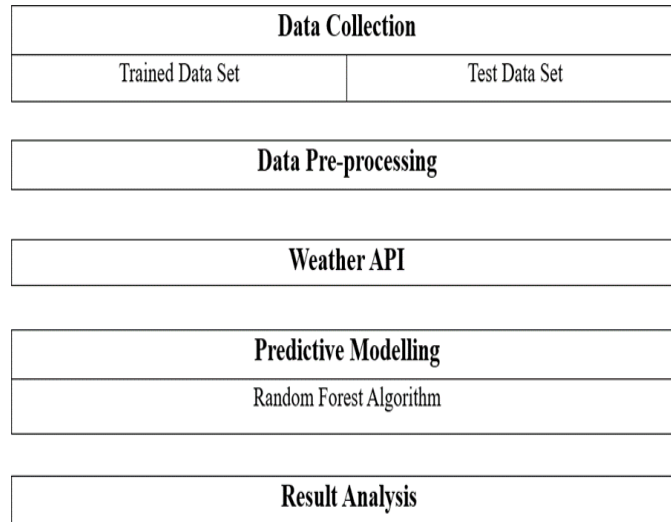 Data Collection
Trained Data Set
Test Data Set
Data Pre-processing
Weather API
Predictive Modelling
Random Forest Algorithm
Result Analysis